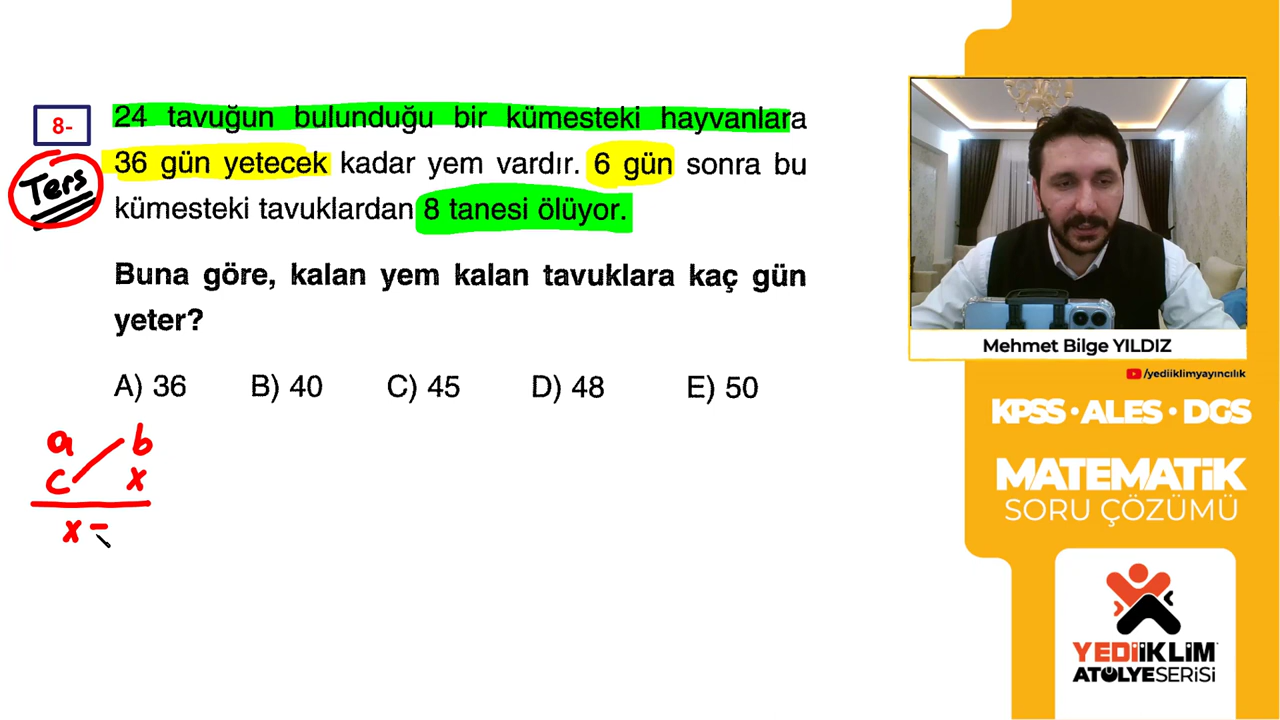 8-
24 tavuğun bulunduğu bir kümesteki hayvanlara
36 gün yetecek kadar yem vardır. 6 gün sonra bu
kümesteki tavuklardan 8 tanesi ölüyor.
Ters
Buna göre, kalan yem kalan tavuklara kaç gün
yeter?
A) 36 B) 40 C) 45 D) 48 E) 50
a b
c x
x =
Mehmet Bilge YILDIZ
/yediiklimyayıncılık
KPSS • ALES • DGS
MATEMATİK
SORU ÇÖZÜMÜ
YEDİİKLİM
ATÖLYESERİSİ